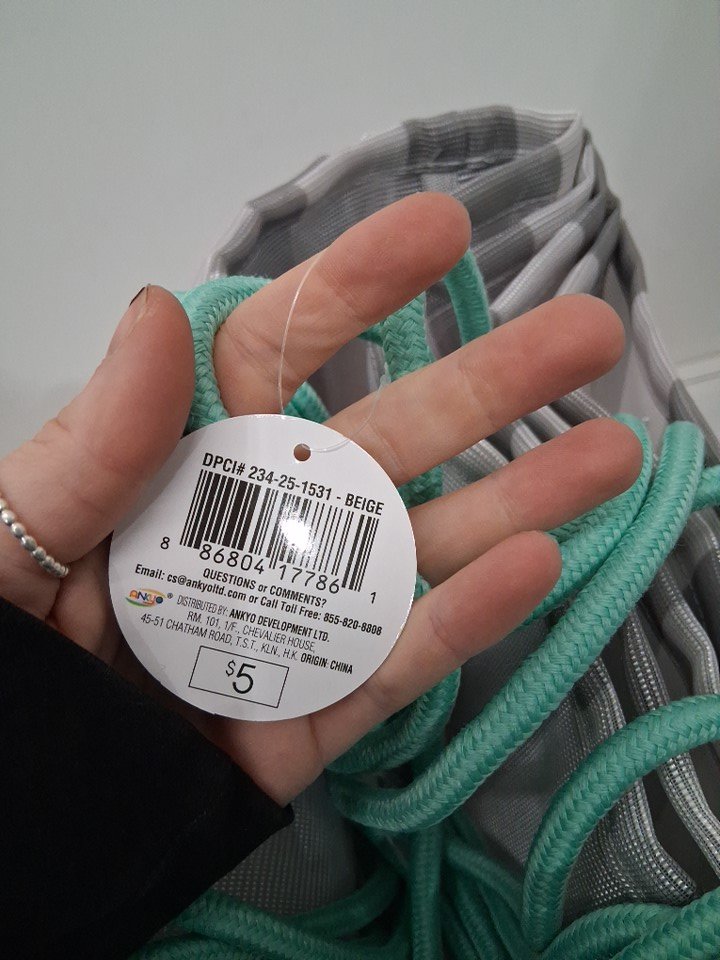 DPCI# 234-25-1531 - BEIGE
8 86804 17786 1
QUESTIONS or COMMENTS?
Email: cs@ankyoltd.com or Call Toll Free: 855-820-8808
ANKYO ® DISTRIBUTED BY: ANKYO DEVELOPMENT LTD.
RM. 101, 1/F., CHEVALIER HOUSE,
45-51 CHATHAM ROAD, T.S.T., KLN., H.K. ORIGIN: CHINA
$5